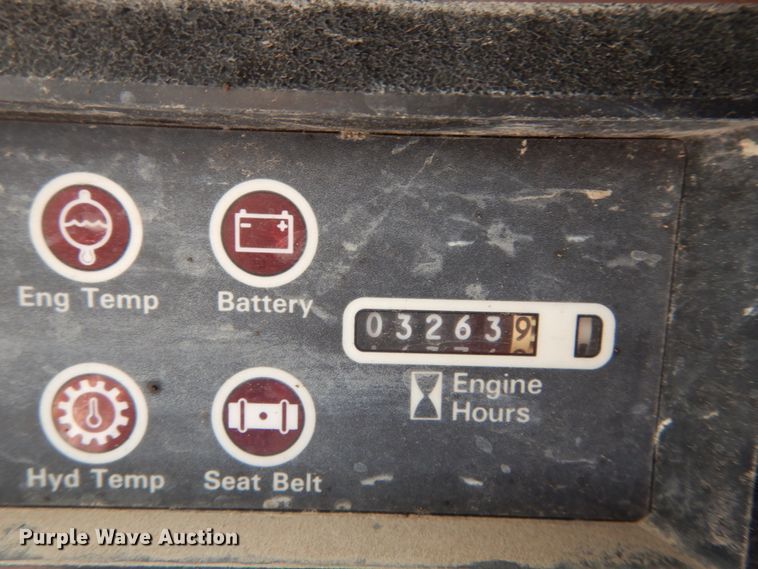 Eng Temp
Battery
032639
Engine
Hours
Hyd Temp
Seat Belt
Purple Wave Auction